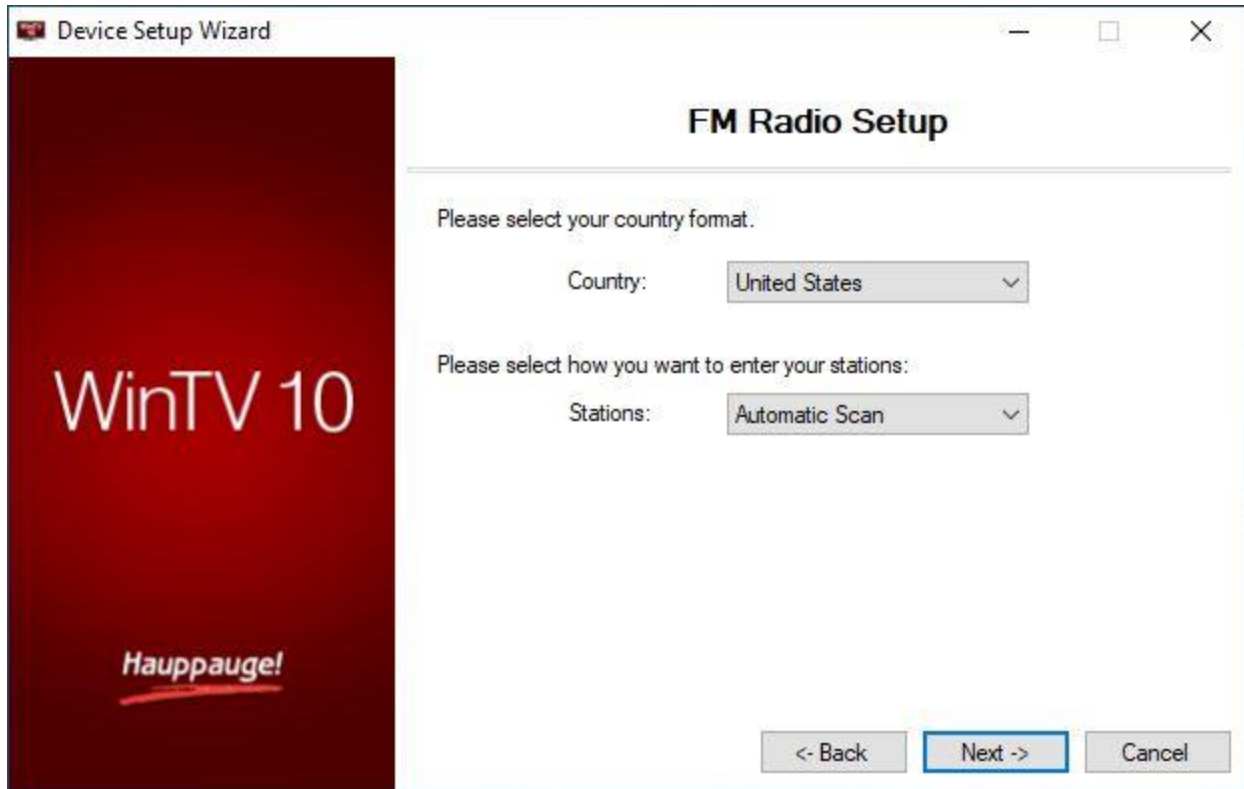 Device Setup Wizard
FM Radio Setup
Please select your country format.
Country: United States
Please select how you want to enter your stations:
Stations: Automatic Scan
WinTV 10
Hauppauge!
<- Back Next -> Cancel